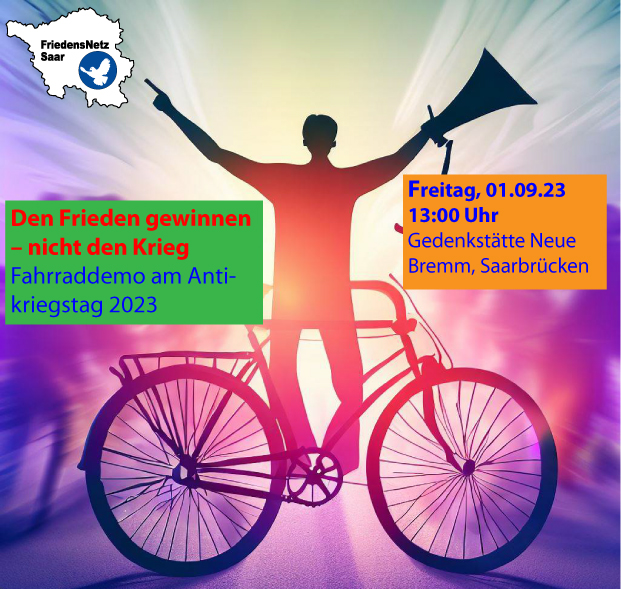 FriedensNetz
Saar
Den Frieden gewinnen
– nicht den Krieg
Fahrraddemo am Anti-
kriegstag 2023
Freitag, 01.09.23
13:00 Uhr
Gedenkstätte Neue
Bremm, Saarbrücken